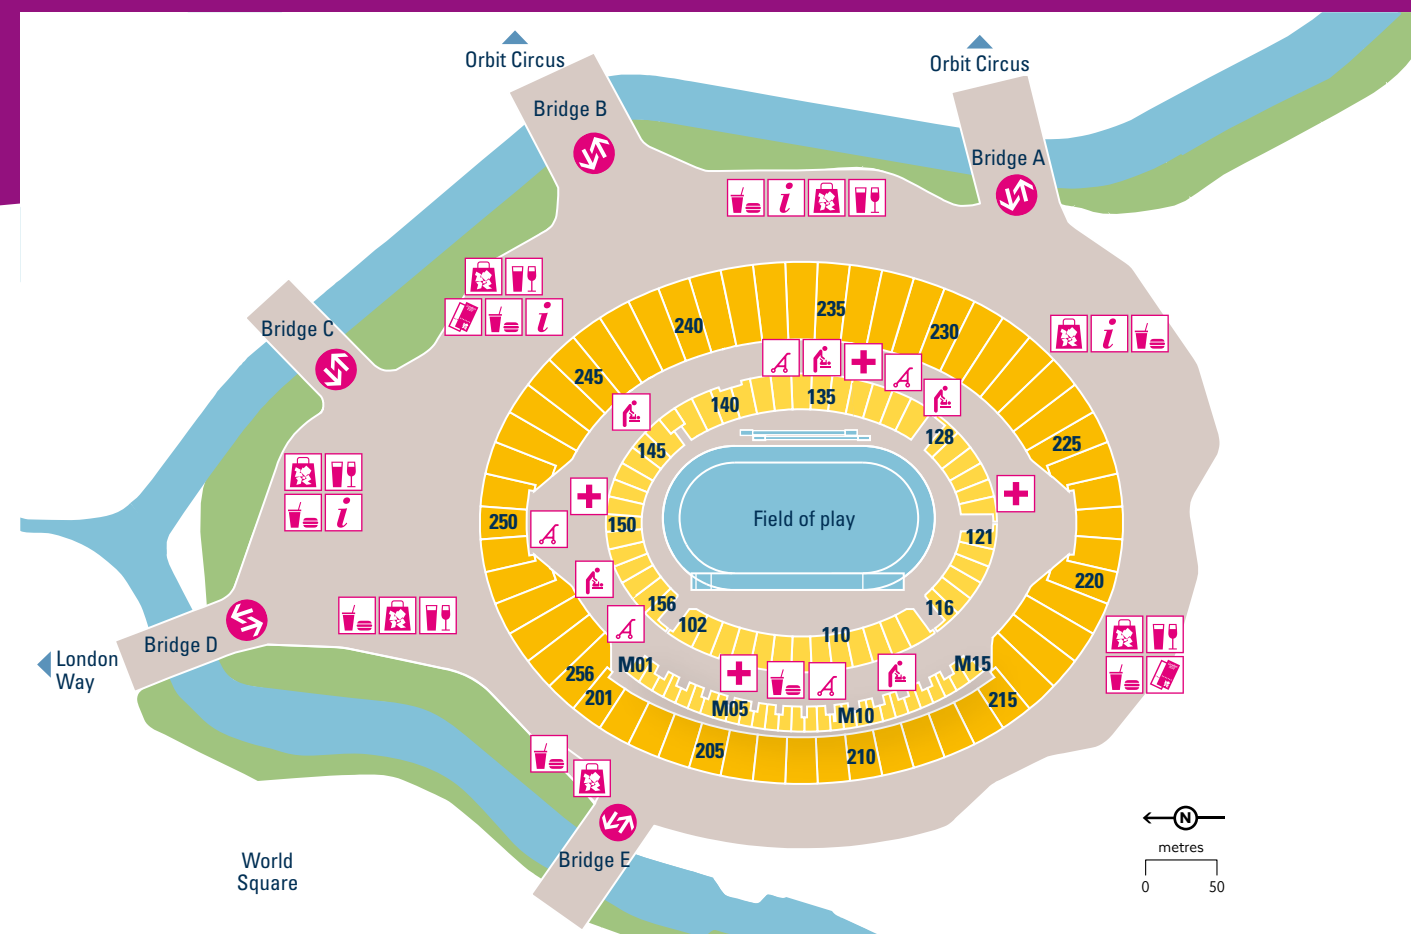 Orbit Circus
Orbit Circus
Bridge B
Bridge A
i
i
i
i
Bridge C
240
235
230
245
225
140
135
128
145
250
150
Field of play
121
220
156
102
110
116
Bridge D
London
Way
M01
M15
256
201
M05
M10
215
205
210
Bridge E
World
Square
N
metres
0 50